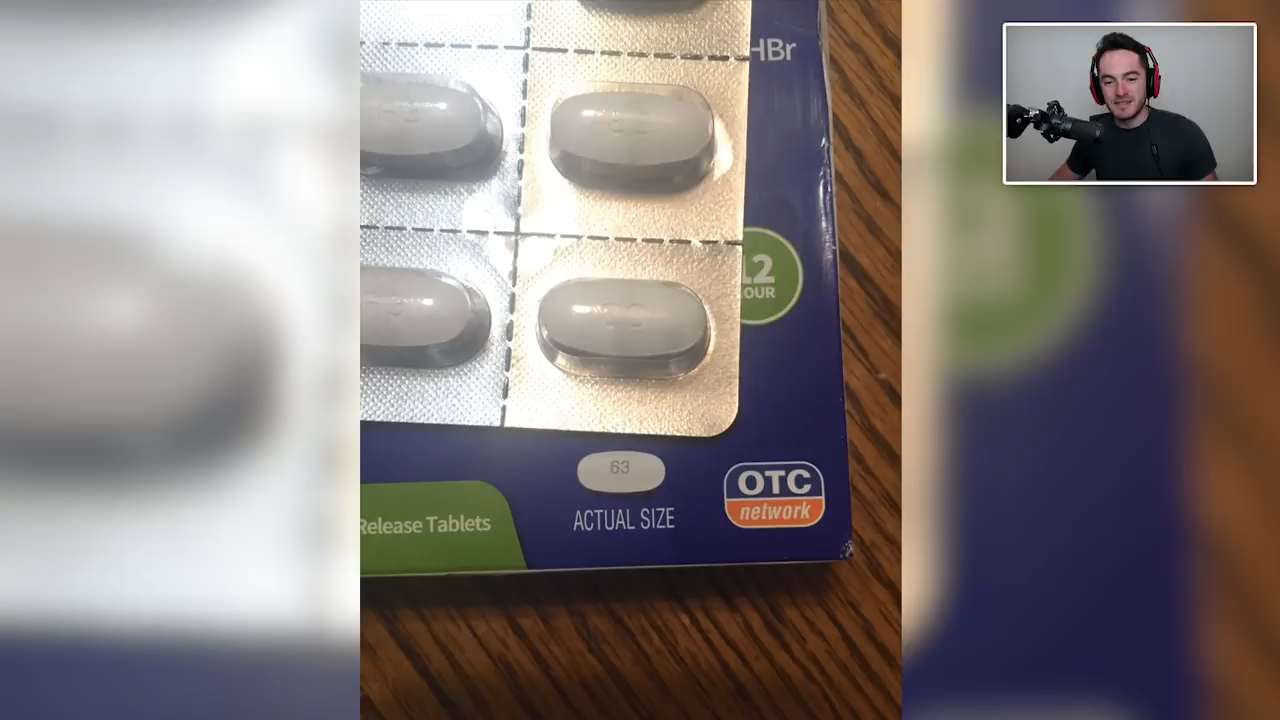 HBr
12
OUR
63
ACTUAL SIZE
OTC
network
Release Tablets